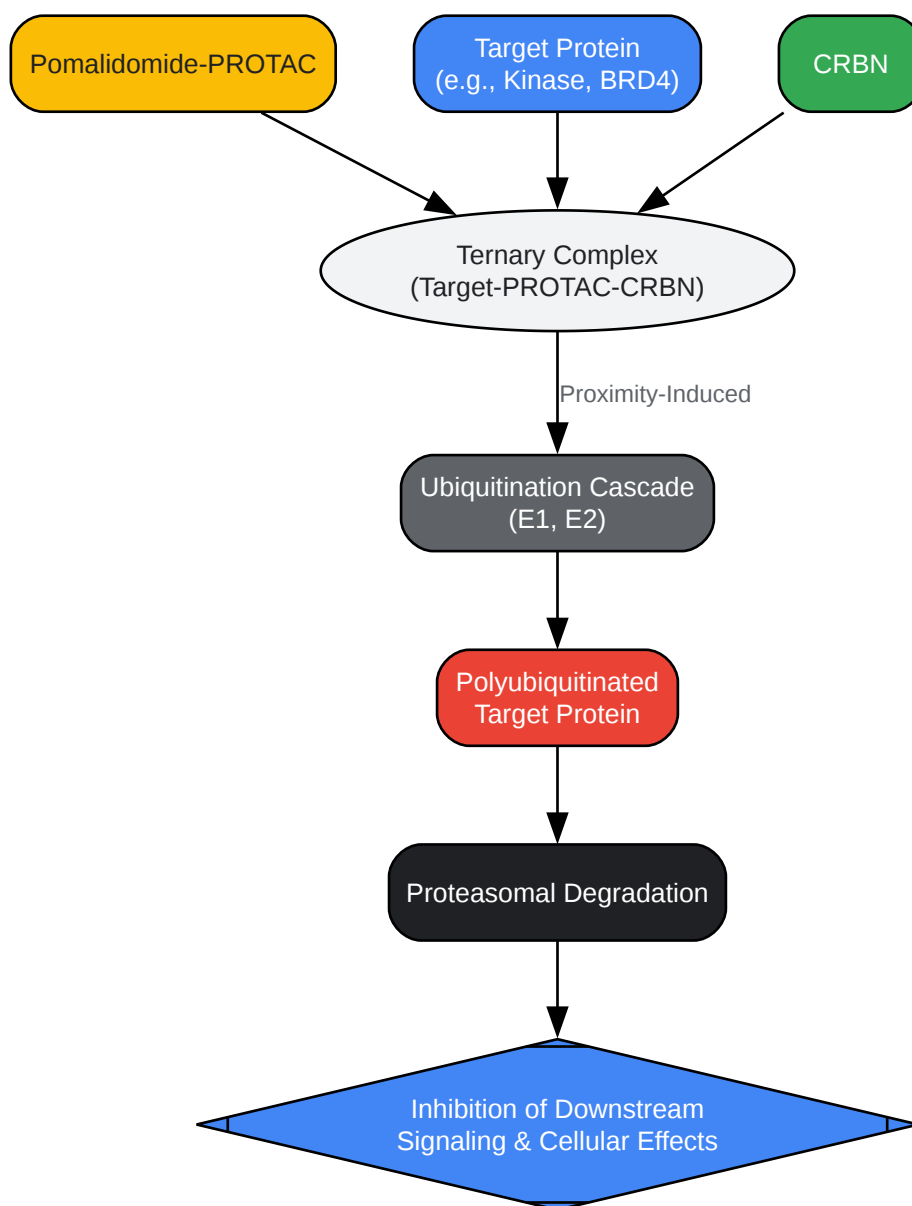 Pomalidomide-PROTAC
Target Protein
(e.g., Kinase, BRD4)
CRBN
Ternary Complex
(Target-PROTAC-CRBN)
Proximity-Induced
Ubiquitination Cascade
(E1, E2)
Polyubiquitinated
Target Protein
Proteasomal Degradation
Inhibition of Downstream
Signaling & Cellular Effects